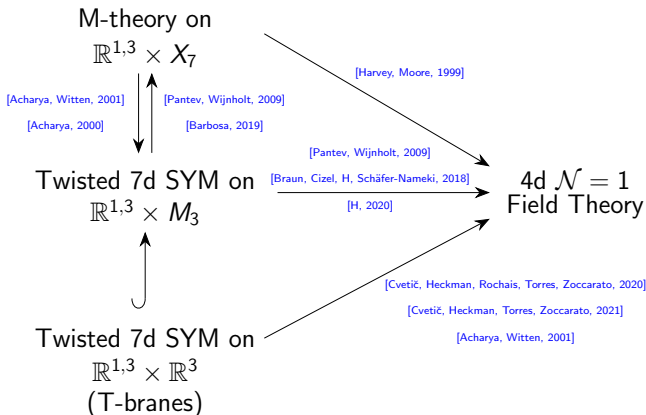 M-theory on
ℝ^{1,3} × X_7
[Harvey, Moore, 1999]
[Acharya, Witten, 2001]
[Pantev, Wijnholt, 2009]
[Acharya, 2000]
[Barbosa, 2019]
[Pantev, Wijnholt, 2009]
Twisted 7d SYM on
[Braun, Cizel, H, Schäfer-Nameki, 2018]
4d 𝒩 = 1
ℝ^{1,3} × M_3
[H, 2020]
Field Theory
[Cvetič, Heckman, Rochais, Torres, Zoccarato, 2020]
[Cvetič, Heckman, Torres, Zoccarato, 2021]
[Acharya, Witten, 2001]
Twisted 7d SYM on
ℝ^{1,3} × ℝ^3
(T-branes)